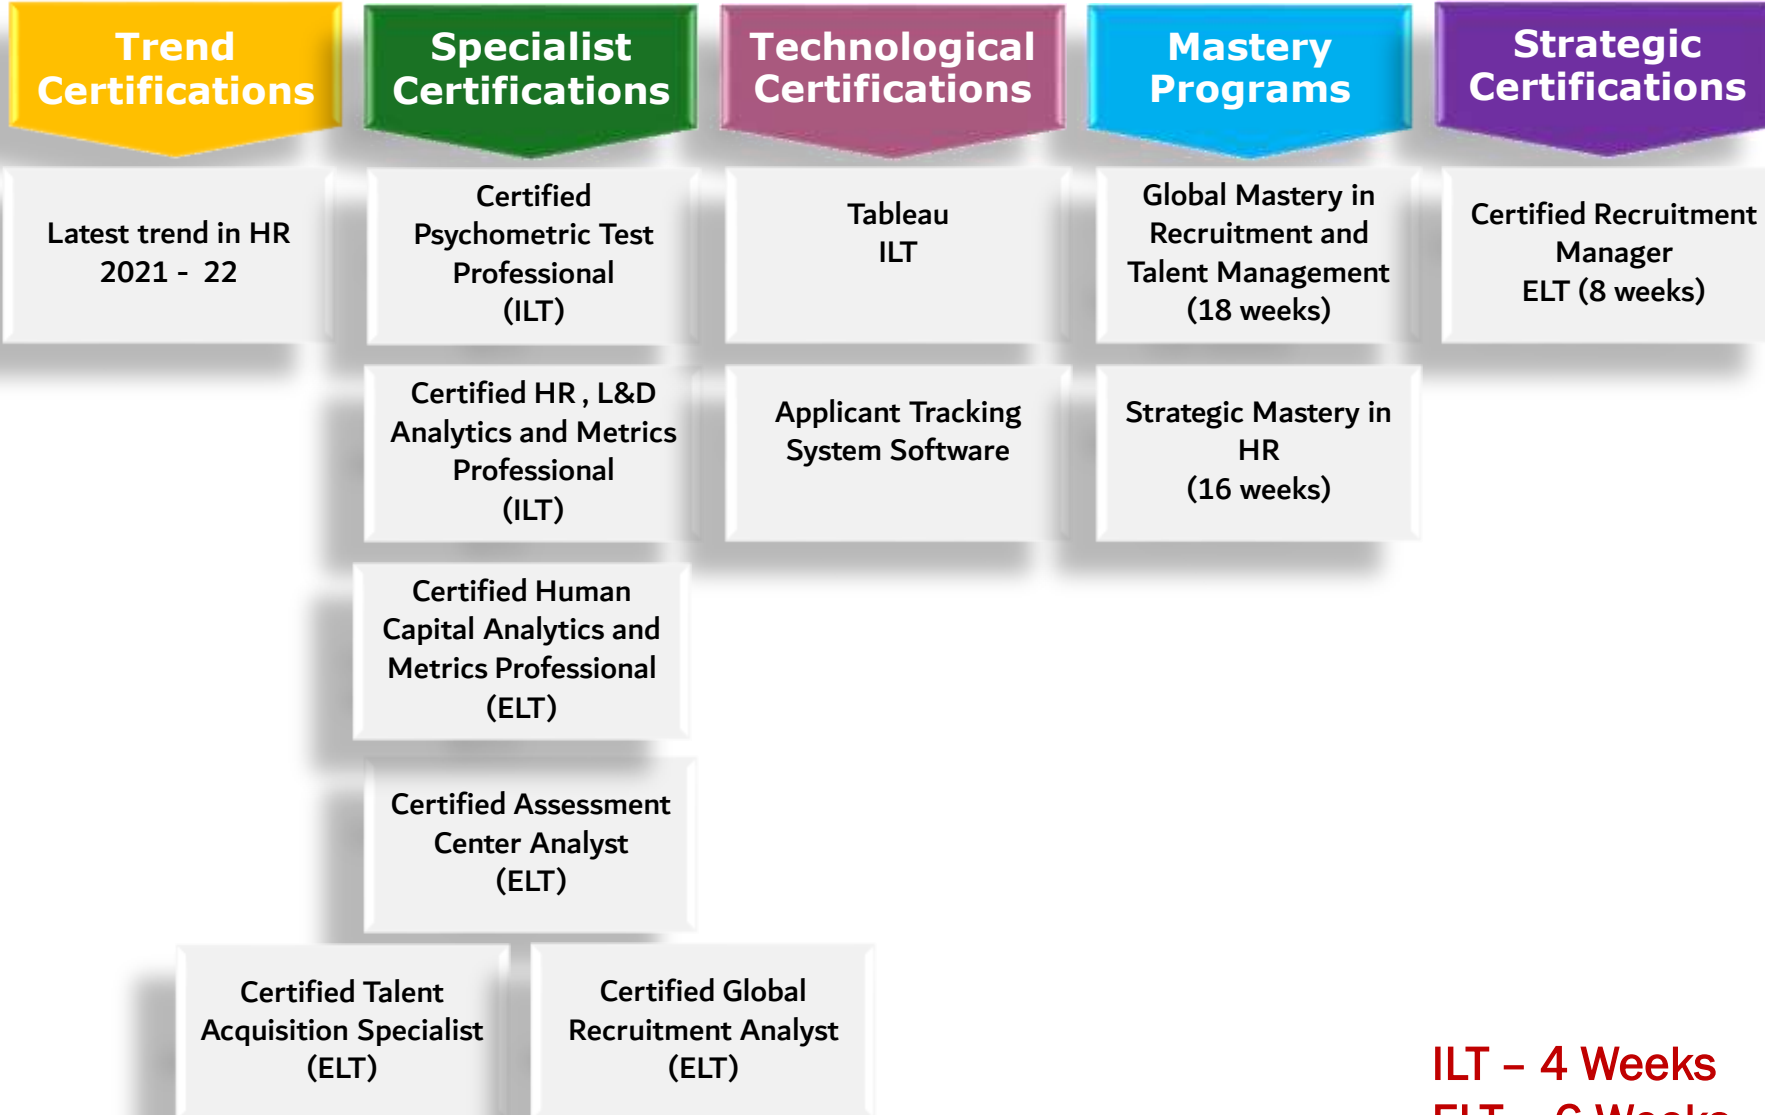 Trend
Certifications
Specialist
Certifications
Technological
Certifications
Mastery
Programs
Strategic
Certifications
Latest trend in HR
2021 - 22
Certified
Psychometric Test
Professional
(ILT)
Tableau
ILT
Global Mastery in
Recruitment and
Talent Management
(18 weeks)
Certified Recruitment
Manager
ELT (8 weeks)
Certified HR , L&D
Analytics and Metrics
Professional
(ILT)
Applicant Tracking
System Software
Strategic Mastery in
HR
(16 weeks)
Certified Human
Capital Analytics and
Metrics Professional
(ELT)
Certified Assessment
Center Analyst
(ELT)
Certified Talent
Acquisition Specialist
(ELT)
Certified Global
Recruitment Analyst
(ELT)
ILT – 4 Weeks
ELT – 6 Weeks